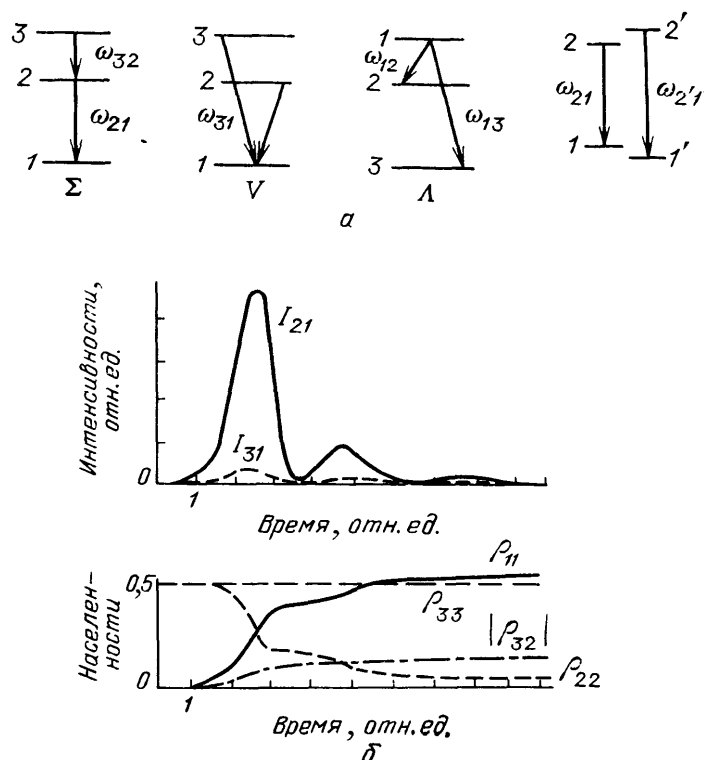 3 ω32 2 ω21 1 Σ
3 2 ω31 1 V
1 ω12 2 ω13 3 Λ
2 ω21 1 2′ ω2′1 1′
а
Интенсивности,
отн.ед.
I21
I31
0
1
Время, отн.ед.
Населен-
ности
0,5
0
ρ11
ρ33
|ρ32|
ρ22
1
Время, отн.ед.
б